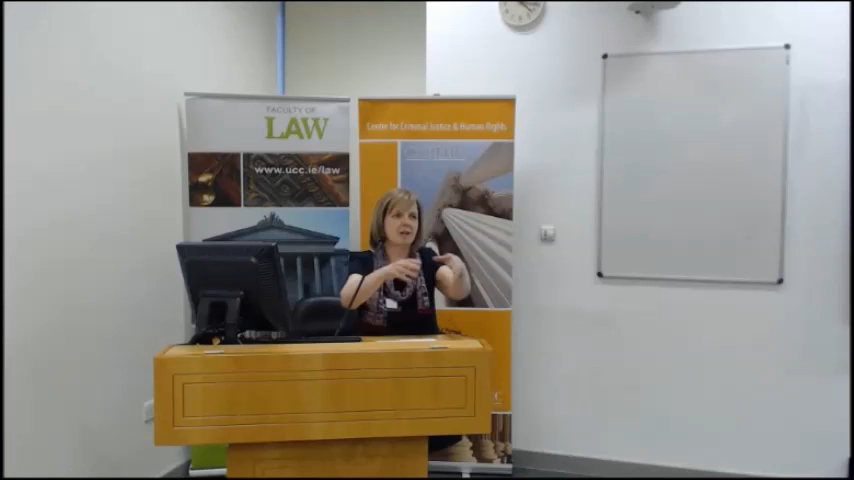 FACULTY OF
LAW
www.ucc.ie/law
Centre for Criminal Justice & Human Rights